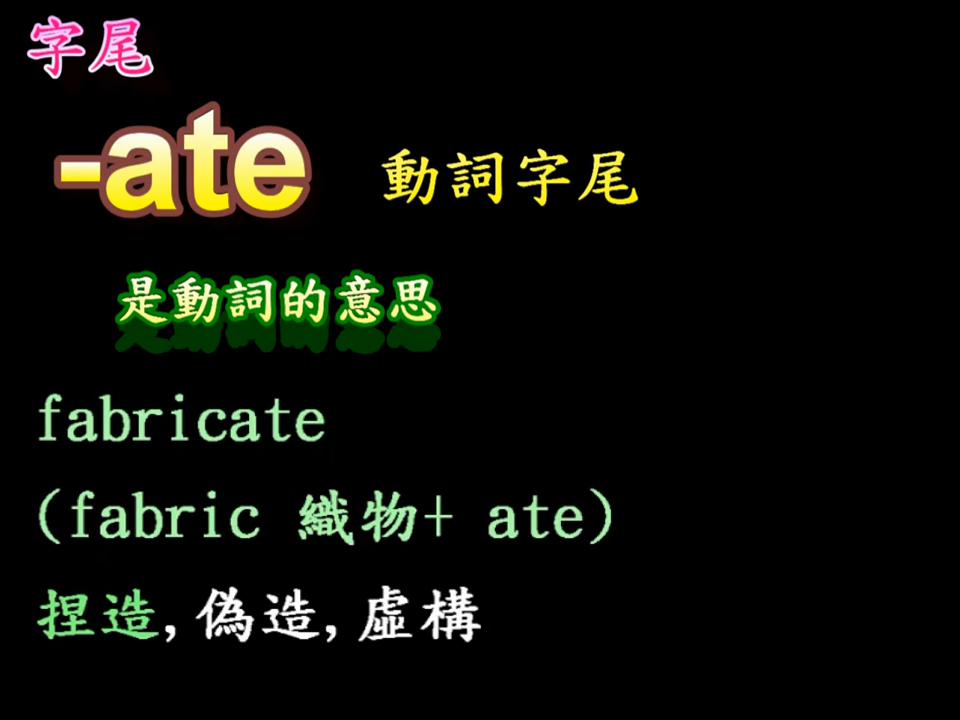 字尾
-ate 動詞字尾
是動詞的意思
fabricate
(fabric 織物+ ate)
捏造,偽造,虛構